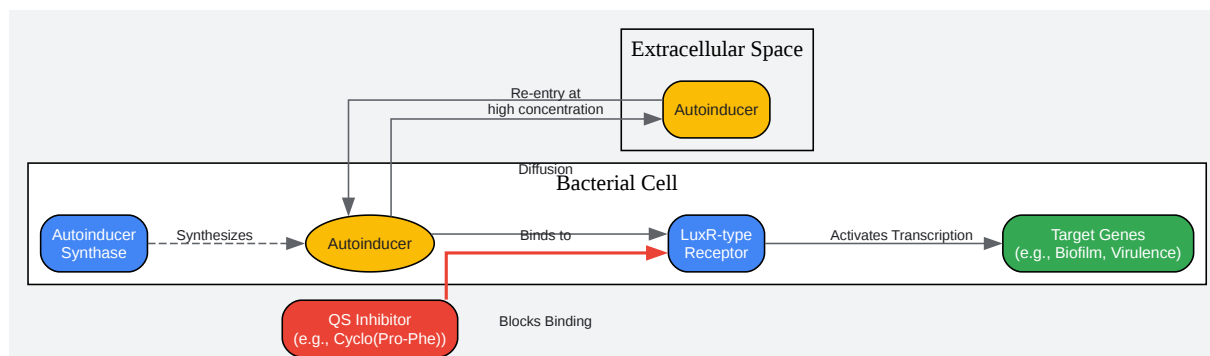 Extracellular Space
Re-entry at
high concentration
Autoinducer
Diffusion
Bacterial Cell
Autoinducer
Synthase
Synthesizes
Autoinducer
Binds to
LuxR-type
Receptor
Activates Transcription
Target Genes
(e.g., Biofilm, Virulence)
QS Inhibitor
(e.g., Cyclo(Pro-Phe))
Blocks Binding